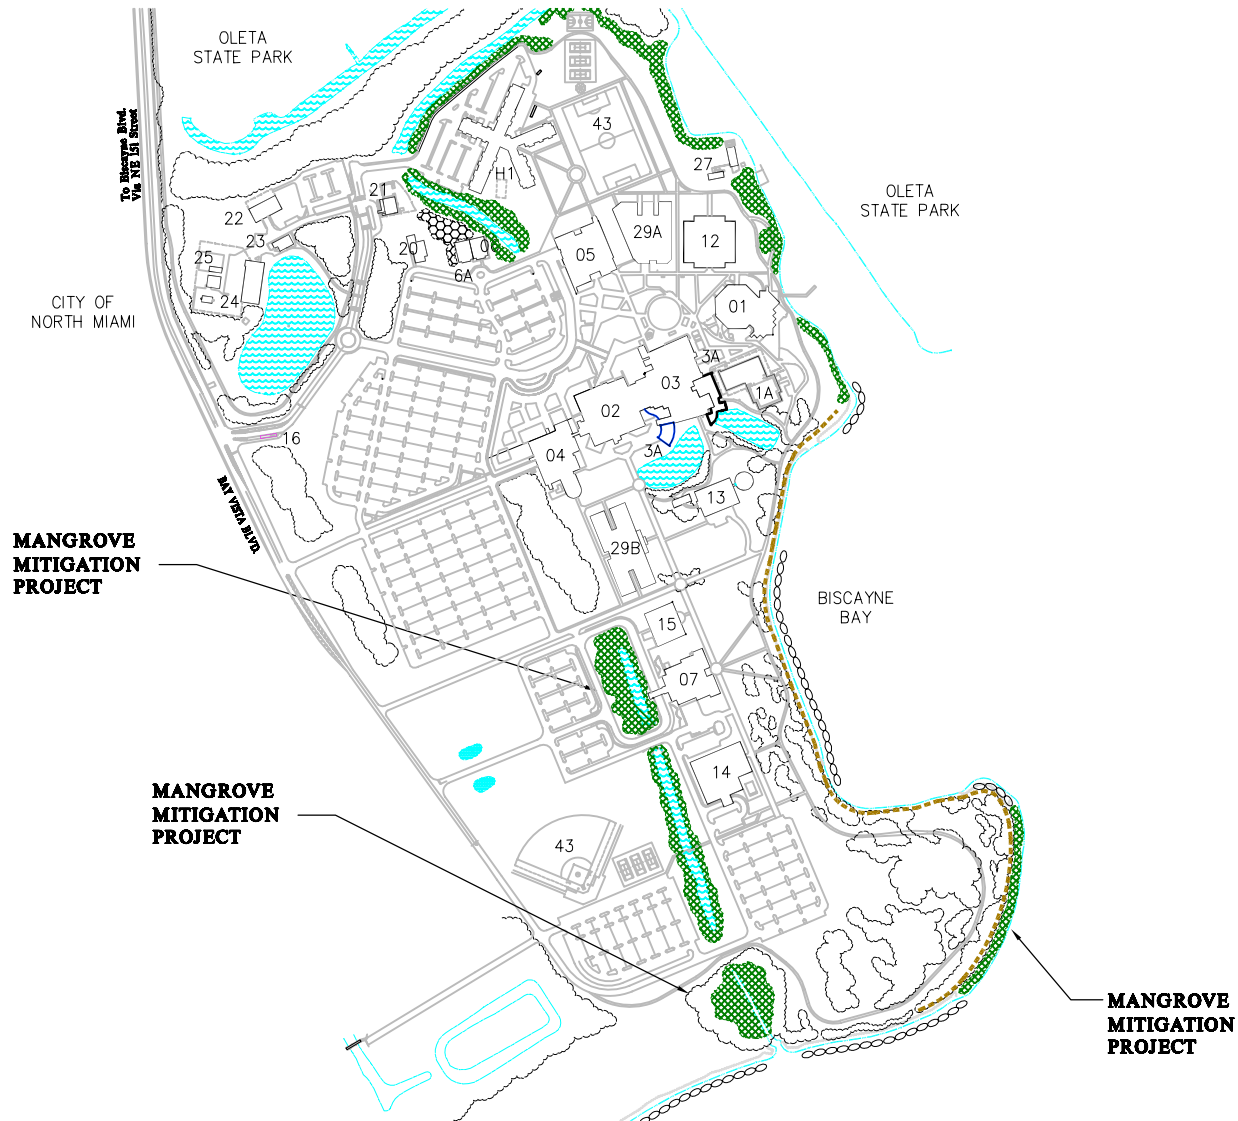 OLETA
STATE PARK
To Biscayne Blvd.
Via NE 151 Street
43
27
H1
21
OLETA
STATE PARK
22
29A
12
23
20
05
25
6A
24
01
CITY OF
NORTH MIAMI
3A
03
1A
02
16
3A
04
13
BAY VISTA BLVD.
MANGROVE
MITIGATION
PROJECT
29B
BISCAYNE
BAY
15
07
14
MANGROVE
MITIGATION
PROJECT
43
MANGROVE
MITIGATION
PROJECT